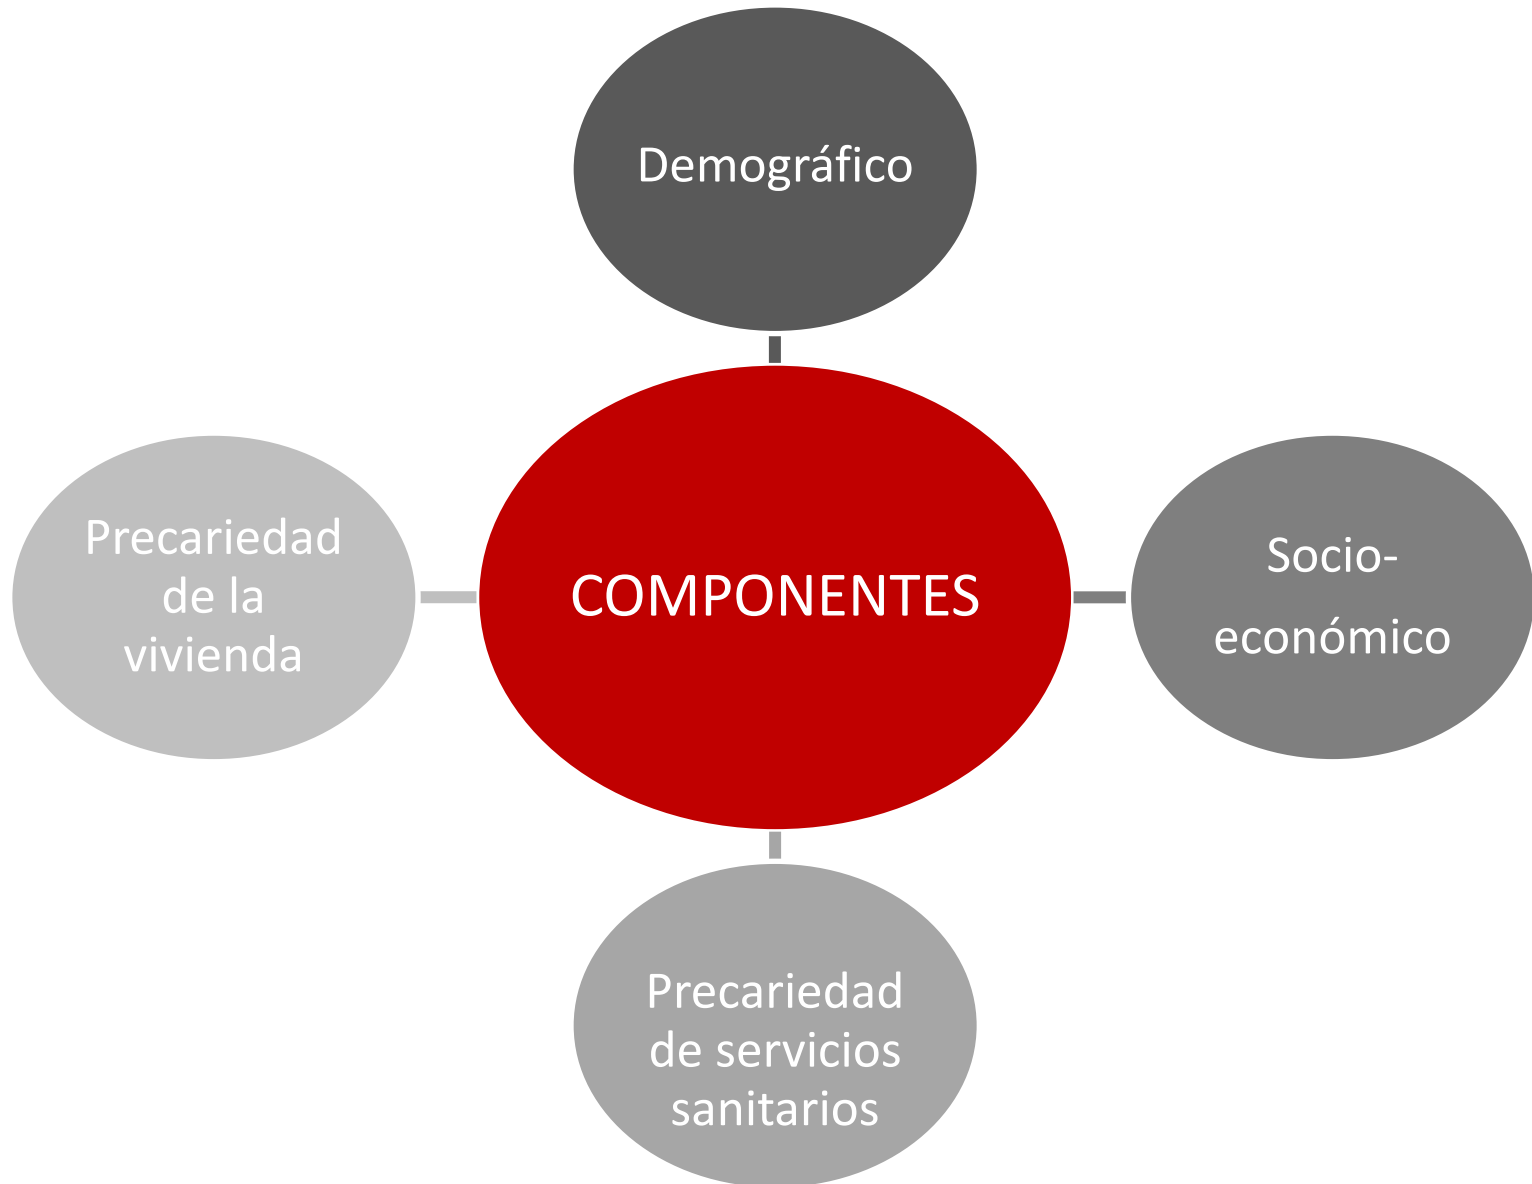 Demográfico
Precariedad
de la
vivienda
COMPONENTES
Socio-
económico
Precariedad
de servicios
sanitarios